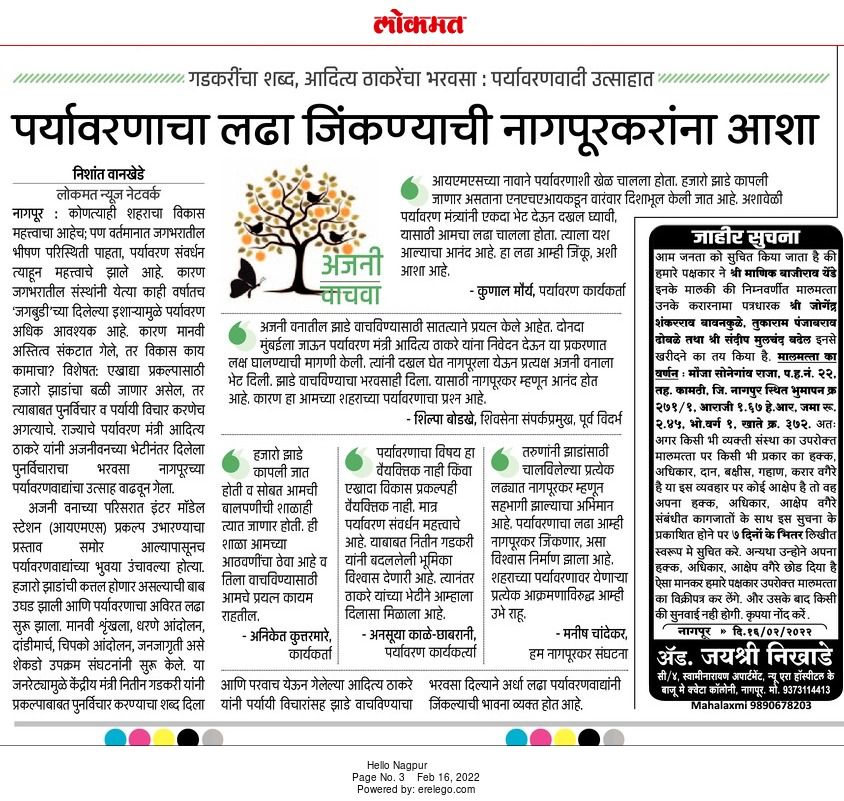 लोकमत
गडकरींचा शब्द, आदित्य ठाकरेंचा भरवसा : पर्यावरणवादी उत्साहात
पर्यावरणाचा लढा जिंकण्याची नागपूरकरांना आशा
निशांत वानखेडे
लोकमत न्यूज नेटवर्क
नागपूर : कोणत्याही शहराचा विकास
महत्त्वाचा आहेच; पण वर्तमानात जगभरातील
भीषण परिस्थिती पाहता, पर्यावरण संवर्धन
त्याहून महत्त्वाचे झाले आहे. कारण
जगभरातील संस्थांनी येत्या काही वर्षातच
‘जगबुडी’च्या दिलेल्या इशाऱ्यामुळे पर्यावरण
अधिक आवश्यक आहे. कारण मानवी
अस्तित्व संकटात गेले, तर विकास काय
कामाचा? विशेषत: एखाद्या प्रकल्पासाठी
हजारो झाडांचा बळी जाणार असेल, तर
त्याबाबत पुनर्विचार व पर्यायी विचार करणेच
अगत्याचे. राज्याचे पर्यावरण मंत्री आदित्य
ठाकरे यांनी अजनीवनच्या भेटीनंतर दिलेला
पुनर्विचाराचा भरवसा नागपूरच्या
पर्यावरणवाद्यांचा उत्साह वाढवून गेला.
अजनी वनाच्या परिसरात इंटर मॉडेल
स्टेशन (आयएमएस) प्रकल्प उभारण्याचा
प्रस्ताव समोर आल्यापासूनच
पर्यावरणवाद्यांच्या भुवया उंचावल्या होत्या.
हजारो झाडांची कत्तल होणार असल्याची बाब
उघड झाली आणि पर्यावरणाचा अविरत लढा
सुरू झाला. मानवी शृंखला, धरणे आंदोलन,
दांडीमार्च, चिपको आंदोलन, जनजागृती असे
शेकडो उपक्रम संघटनांनी सुरू केले. या
जनरेट्यामुळे केंद्रीय मंत्री नितीन गडकरी यांनी
प्रकल्पाबाबत पुनर्विचार करण्याचा शब्द दिला
अजनी
वाचवा
आयएमएसच्या नावाने पर्यावरणाशी खेळ चालला होता. हजारो झाडे कापली
जाणार असताना एनएचएआयकडून वारंवार दिशाभूल केली जात आहे. अशावेळी
पर्यावरण मंत्र्यांनी एकदा भेट देऊन दखल घ्यावी,
यासाठी आमचा लढा चालला होता. त्याला यश
आल्याचा आनंद आहे. हा लढा आम्ही जिंकू, अशी
आशा आहे.
- कुणाल मौर्य, पर्यावरण कार्यकर्ता
अजनी वनातील झाडे वाचविण्यासाठी सातत्याने प्रयत्न केले आहेत. दोनदा
मुंबईला जाऊन पर्यावरण मंत्री आदित्य ठाकरे यांना निवेदन देऊन या प्रकरणात
लक्ष घालण्याची मागणी केली. त्यांनी दखल घेत नागपूरला येऊन प्रत्यक्ष अजनी वनाला
भेट दिली. झाडे वाचविण्याचा भरवसाही दिला. यासाठी नागपूरकर म्हणून आनंद होत
आहे. कारण हा आमच्या शहराच्या पर्यावरणाचा प्रश्न आहे.
- शिल्पा बोडखे, शिवसेना संपर्कप्रमुख, पूर्व विदर्भ
हजारो झाडे
कापली जात
होती व सोबत आमची
बालपणीची शाळाही
त्यात जाणार होती. ही
शाळा आमच्या
आठवणींचा ठेवा आहे व
तिला वाचविण्यासाठी
आमचे प्रयत्न कायम
राहतील.
- अनिकेत कुत्तरमारे,
कार्यकर्ता
पर्यावरणाचा विषय हा
वैयक्तिक नाही किंवा
एखादा विकास प्रकल्पही
वैयक्तिक नाही. मात्र
पर्यावरण संवर्धन महत्त्वाचे
आहे. याबाबत नितीन गडकरी
यांनी बदललेली भूमिका
विश्वास देणारी आहे. त्यानंतर
ठाकरे यांच्या भेटीने आम्हाला
दिलासा मिळाला आहे.
- अनसूया काळे-छाबरानी,
पर्यावरण कार्यकर्त्या
तरुणांनी झाडांसाठी
चालविलेल्या प्रत्येक
लढ्यात नागपूरकर म्हणून
सहभागी झाल्याचा अभिमान
आहे. पर्यावरणाचा लढा आम्ही
नागपूरकर जिंकणार, असा
विश्वास निर्माण झाला आहे.
शहराच्या पर्यावरणावर येणाऱ्या
प्रत्येक आक्रमणाविरुद्ध आम्ही
उभे राहू.
- मनीष चांदेकर,
हम नागपूरकर संघटना
आणि परवाच येऊन गेलेल्या आदित्य ठाकरे
यांनी पर्यायी विचारांसह झाडे वाचविण्याचा
भरवसा दिल्याने अर्धा लढा पर्यावरणवाद्यांनी
जिंकल्याची भावना व्यक्त होत आहे.
जाहीर सुचना
आम जनता को सुचित किया जाता है की
हमारे पक्षकार ने श्री माणिक बाजीराव येंडे
इनके मालकी की निम्नवर्णीत मालमत्ता
उनके करारनामा पत्रधारक श्री जोगेंद्र
शंकरराव बावनकुळे, तुकाराम पंजाबराव
ढोबळे तथा श्री संदीप मुलचंद वढेल इनसे
खरीदने का तय किया है. मालमत्ता का
वर्णन : मौंजा सोनेगांव राजा, प.ह.नं. २२,
तह. कामठी, जि. नागपूर स्थित भुमापन क्र
२७१/१, आराजी १.६७ हे.आर, जमा रू.
२.४५, भो.वर्ग १, खाते क्र. ३७२. अतः
अगर किसी भी व्यक्ती संस्था का उपरोक्त
मालमत्ता पर किसी भी प्रकार का हक्क,
अधिकार, दान, बक्षीस, गहाण, करार वगैरे
है या इस व्यवहार पर कोई आक्षेप है तो वह
अपना हक्क, अधिकार, आक्षेप वगैरे
संबंधीत कागजातों के साथ इस सुचना के
प्रकाशित होने पर ७ दिनों के भितर लिखीत
स्वरूप मे सुचित करे. अन्यथा उन्होने अपना
हक्क, अधिकार, आक्षेप वगैरे छोड दिया है
ऐसा मानकर हमारे पक्षकार उपरोक्त मालमत्ता
का विक्रीपत्र कर लेंगे. और उसके बाद किसी
की सुनवाई नही होगी. कृपया नोंद करें.
नागपूर » दि.१६/०२/२०२२
ॲड. जयश्री निखाडे
सी/४, स्वामीनारायण अपार्टमेंट, न्यू एरा हॉस्पीटल के
बाजू मे क्वेटा कॉलोनी, नागपूर. मो. 9373114413
Mahalaxmi 9890678203
Hello Nagpur
Page No. 3 Feb 16, 2022
Powered by: erelego.com